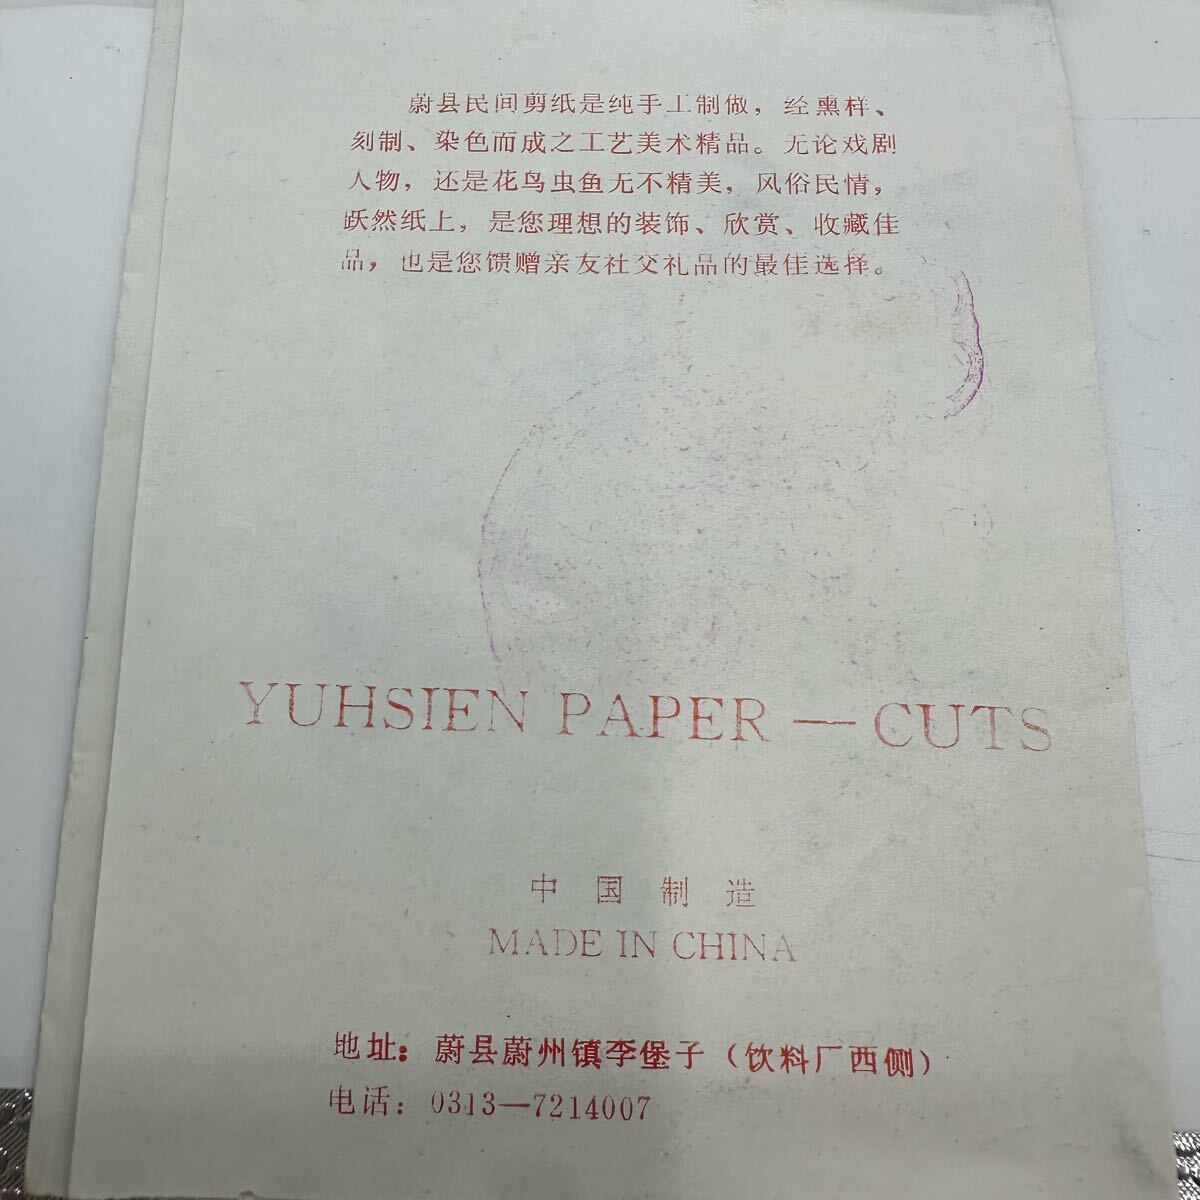 蔚县民间剪纸是纯手工制做，经熏样、
刻制、染色而成之工艺美术精品。无论戏剧
人物，还是花鸟虫鱼无不精美，风俗民情，
跃然纸上，是您理想的装饰、欣赏、收藏佳
品，也是您馈赠亲友社交礼品的最佳选择。
YUHSIEN PAPER — CUTS
中国制造
MADE IN CHINA
地址：蔚县蔚州镇李堡子（饮料厂西侧）
电话：0313—7214007